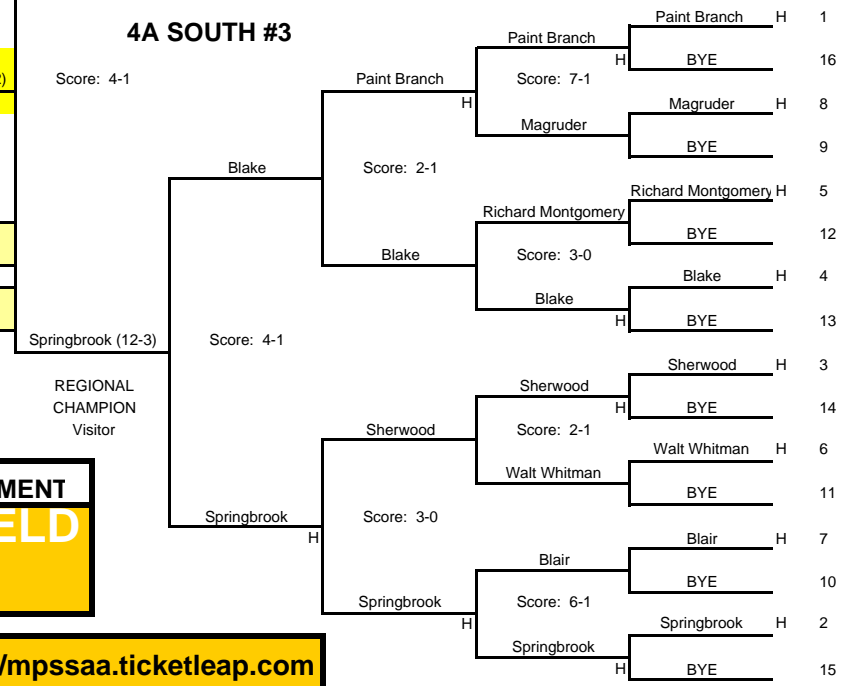 4A SOUTH #3
Paint Branch H 1
BYE 16
Magruder H 8
BYE 9
Richard Montgomery H 5
BYE 12
Blake H 4
BYE 13
Sherwood H 3
BYE 14
Walt Whitman H 6
BYE 11
Blair H 7
BYE 10
Springbrook H 2
BYE 15
Paint Branch
H
Score: 7-1
Magruder
Richard Montgomery
Score: 3-0
Blake
H
Sherwood
H
Score: 2-1
Walt Whitman
Blair
Score: 6-1
Springbrook
H
Paint Branch
H
Score: 2-1
Blake
Sherwood
Score: 3-0
Springbrook
H
Blake
Score: 4-1
Springbrook
H
Score: 4-1
)
Springbrook (12-3)
REGIONAL
CHAMPION
Visitor
MENT
ELD
/mpssaa.ticketleap.com